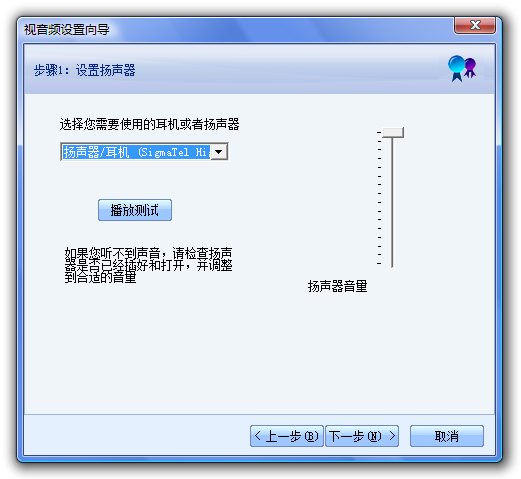 视音频设置向导
步骤1：设置扬声器
选择您需要使用的耳机或者扬声器
扬声器/耳机 (SigmaTel Hi
播放测试
如果您听不到声音，请检查扬声
器是否已经插好和打开，并调整
到合适的音量
扬声器音量
< 上一步(B) 下一步(N) > 取消